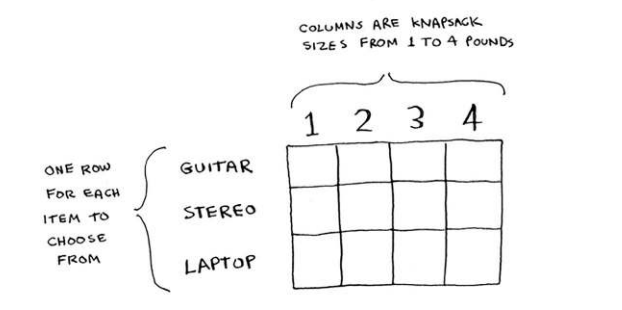 COLUMNS ARE KNAPSACK
SIZES FROM 1 TO 4 POUNDS
1 2 3 4
ONE ROW
FOR EACH
ITEM TO
CHOOSE
FROM
GUITAR
STEREO
LAPTOP